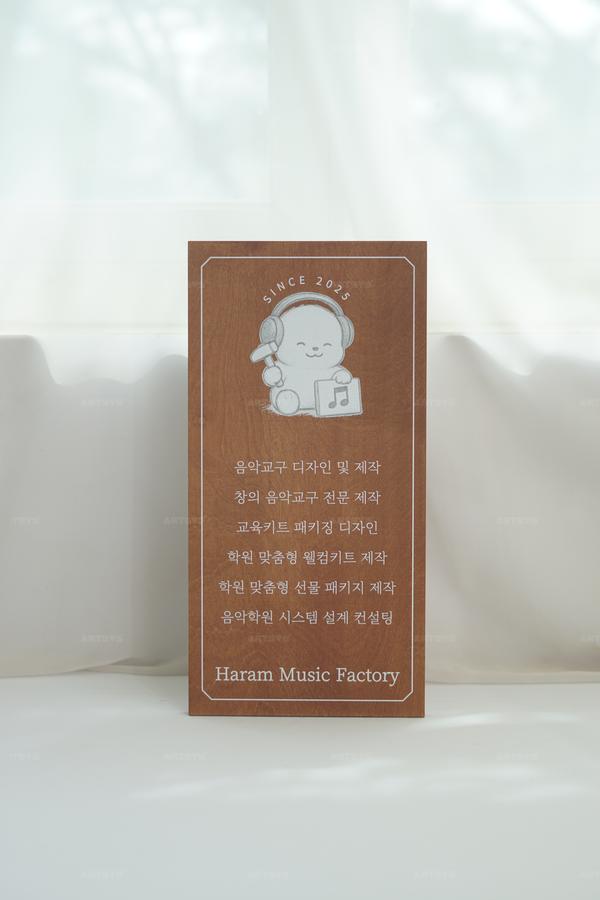 SINCE 2025
음악교구 디자인 및 제작
창의 음악교구 전문 제작
교육키트 패키징 디자인
학원 맞춤형 웰컴키트 제작
학원 맞춤형 선물 패키지 제작
음악학원 시스템 설계 컨설팅
Haram Music Factory